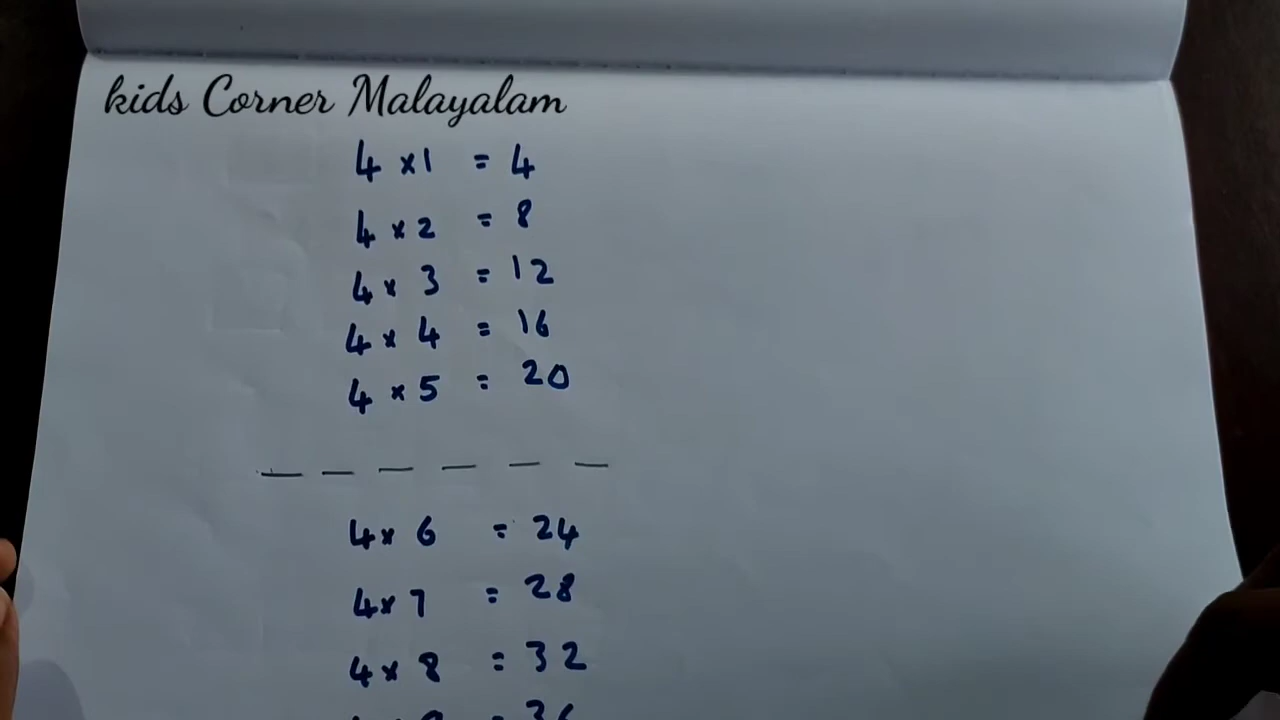 kids Corner Malayalam
4 × 1 = 4
4 × 2 = 8
4 × 3 = 12
4 × 4 = 16
4 × 5 = 20
4 × 6 = 24
4 × 7 = 28
4 × 8 = 32